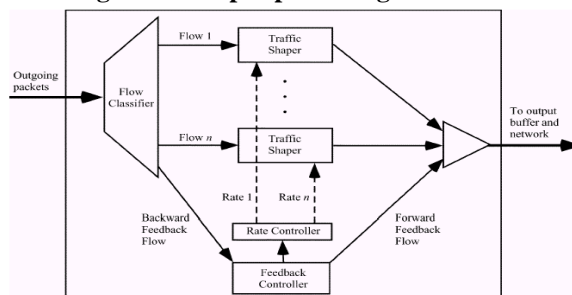 Flow 1
Traffic
Shaper
Outgoing
packets
Flow
Classifier
To output
buffer and
network
Flow n
Traffic
Shaper
Rate 1
Rate n
Backward
Feedback
Flow
Forward
Feedback
Flow
Rate Controller
Feedback
Controller